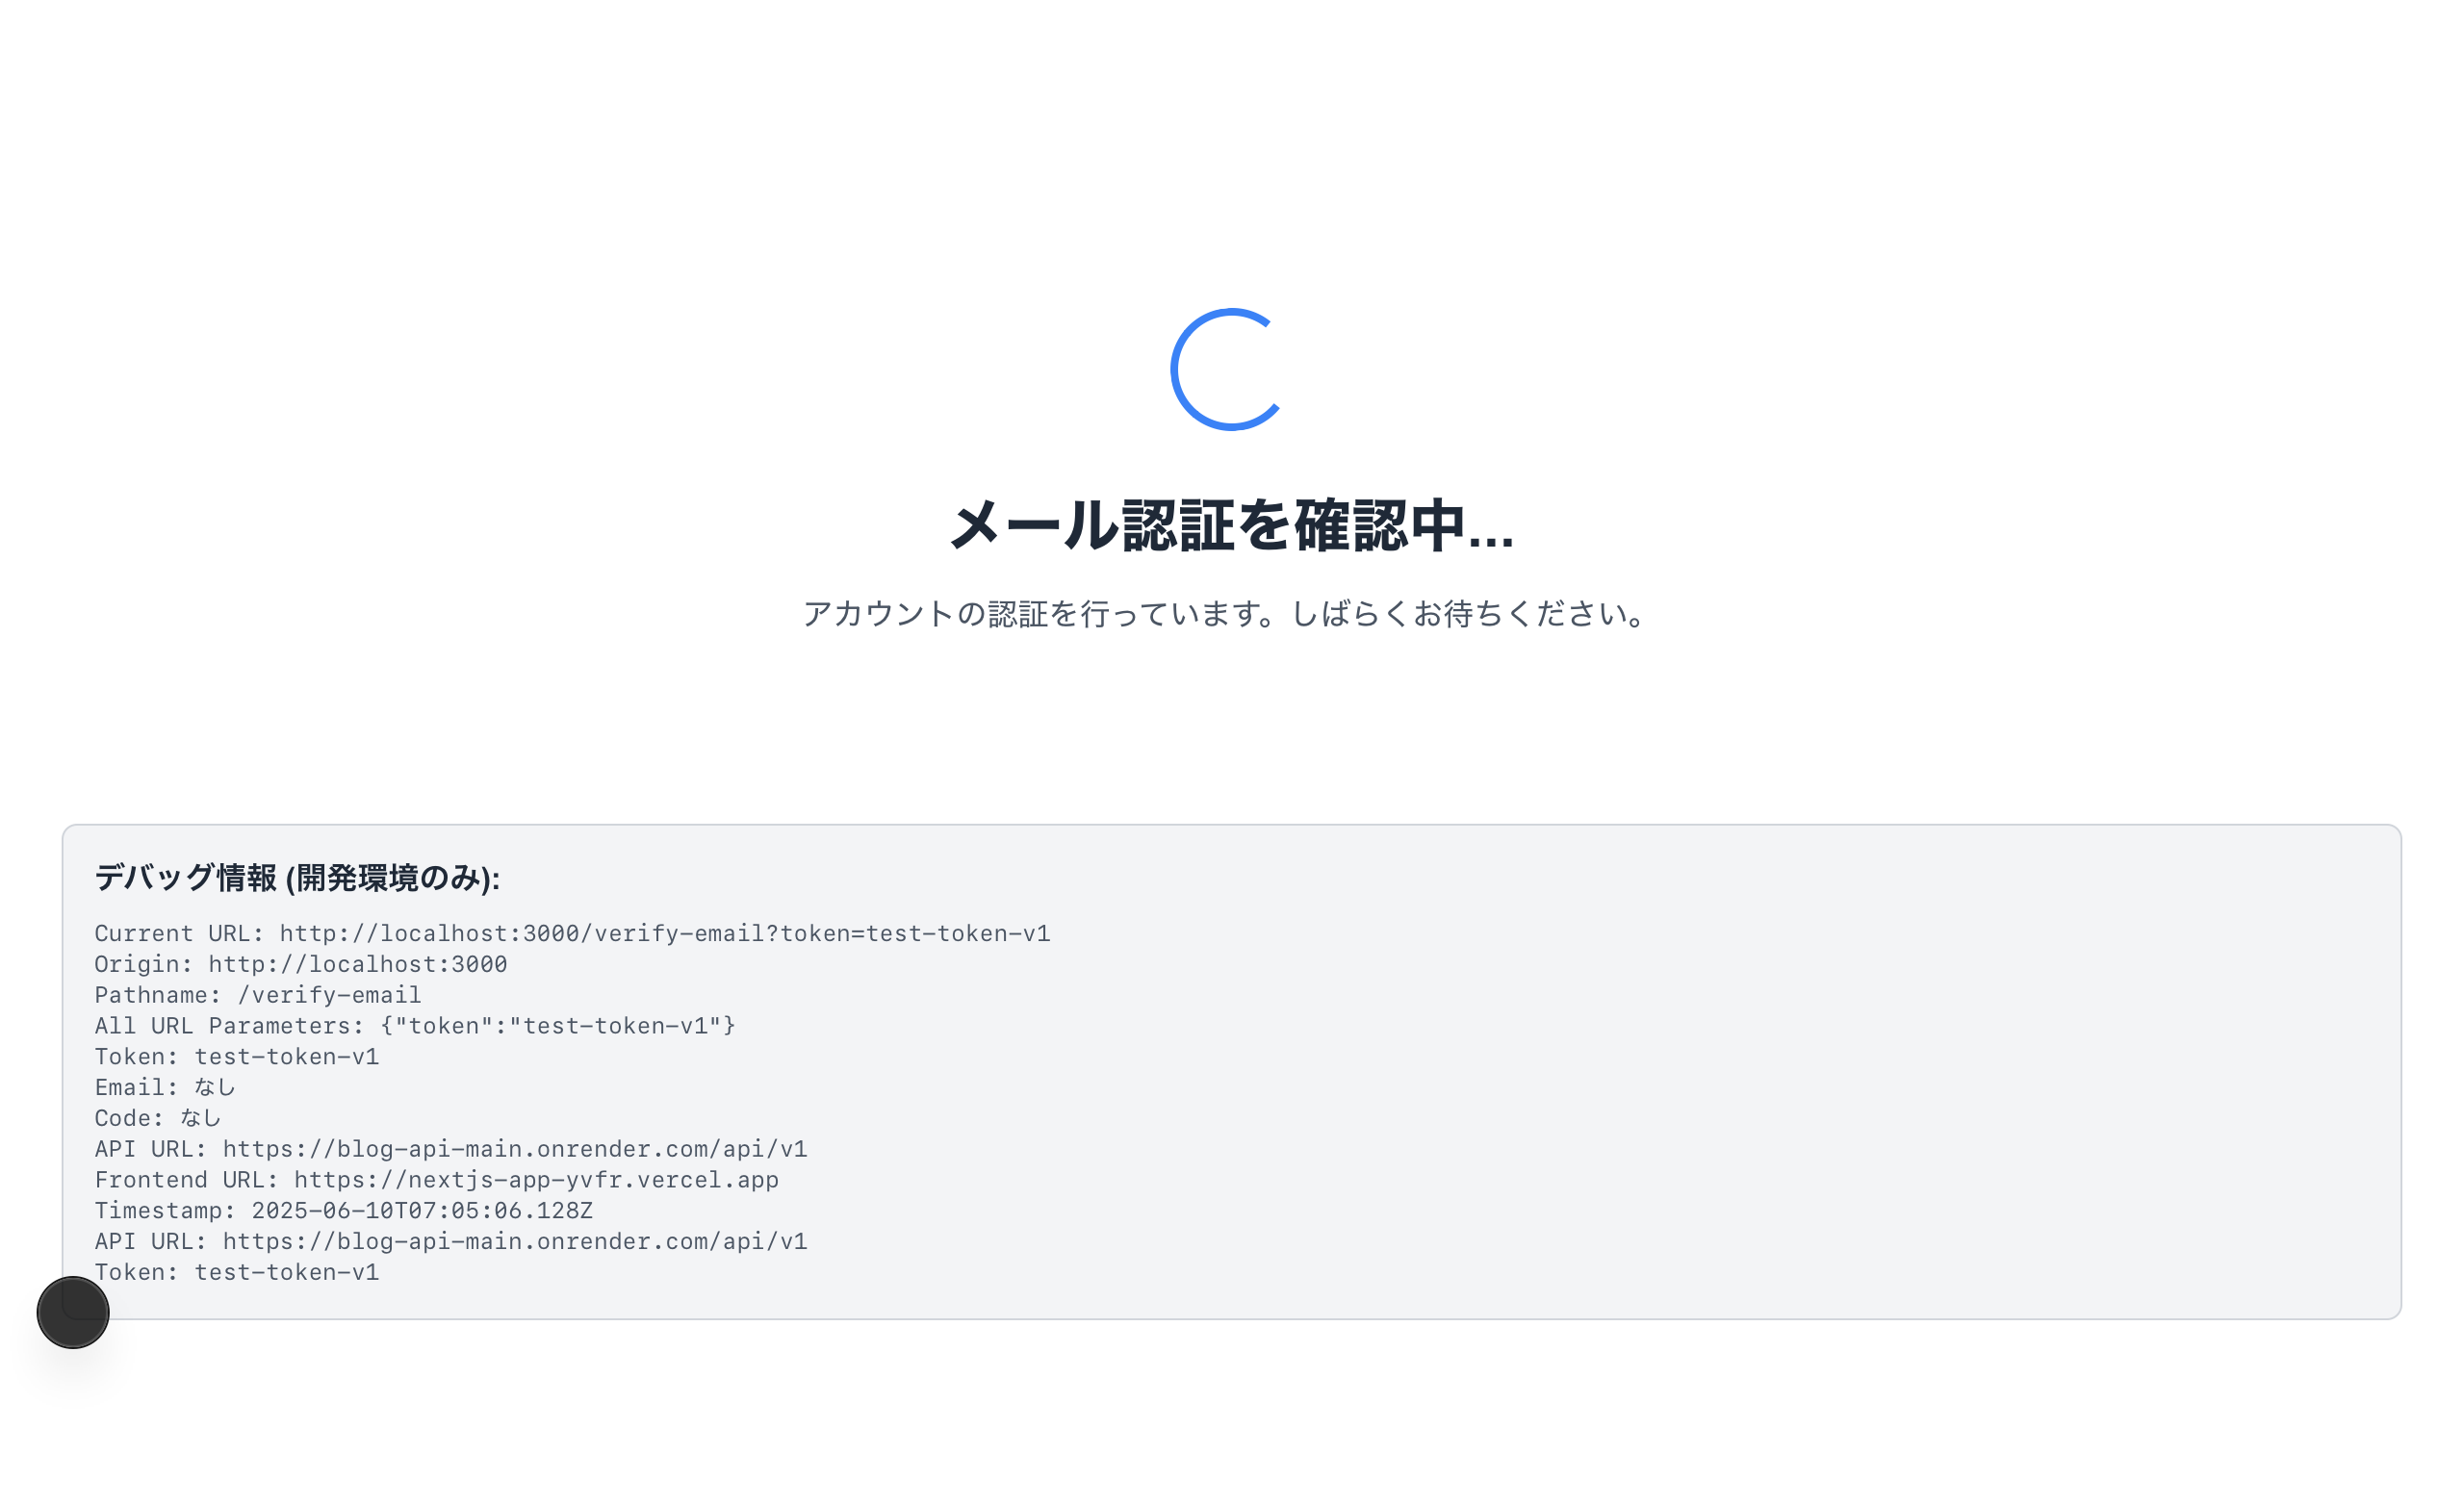 メール認証を確認中...
アカウントの認証を行っています。しばらくお待ちください。
デバッグ情報 (開発環境のみ):
Current URL: http://localhost:3000/verify-email?token=test-token-v1
Origin: http://localhost:3000
Pathname: /verify-email
All URL Parameters: {"token":"test-token-v1"}
Token: test-token-v1
Email: なし
Code: なし
API URL: https://blog-api-main.onrender.com/api/v1
Frontend URL: https://nextjs-app-yvfr.vercel.app
Timestamp: 2025-06-10T07:05:06.128Z
API URL: https://blog-api-main.onrender.com/api/v1
Token: test-token-v1